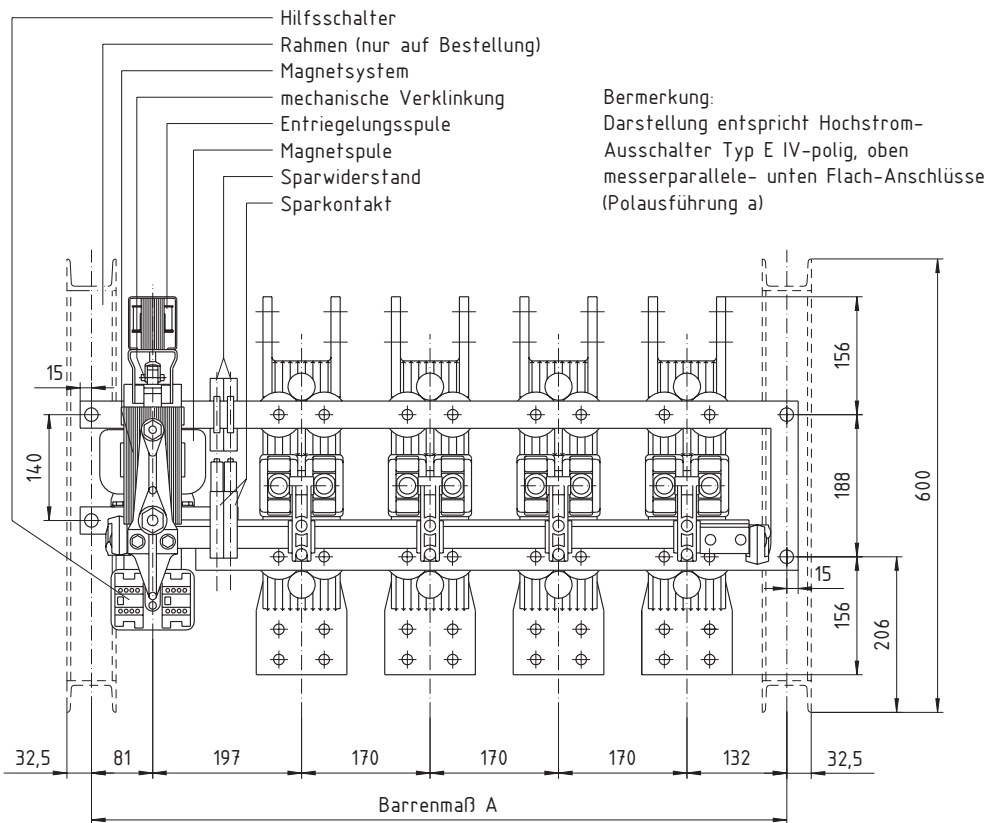 Hilfsschalter
Rahmen (nur auf Bestellung)
Magnetsystem
mechanische Verklinkung
Entriegelungsspule
Magnetspule
Sparwiderstand
Sparkontakt
Bermerkung:
Darstellung entspricht Hochstrom-
Ausschalter Typ E IV-polig, oben
messerparallele- unten Flach-Anschlüsse
(Polausführung a)
15
140
156
188
600
15
156
206
32,5
81
197
170
170
170
132
32,5
Barrenmaß A